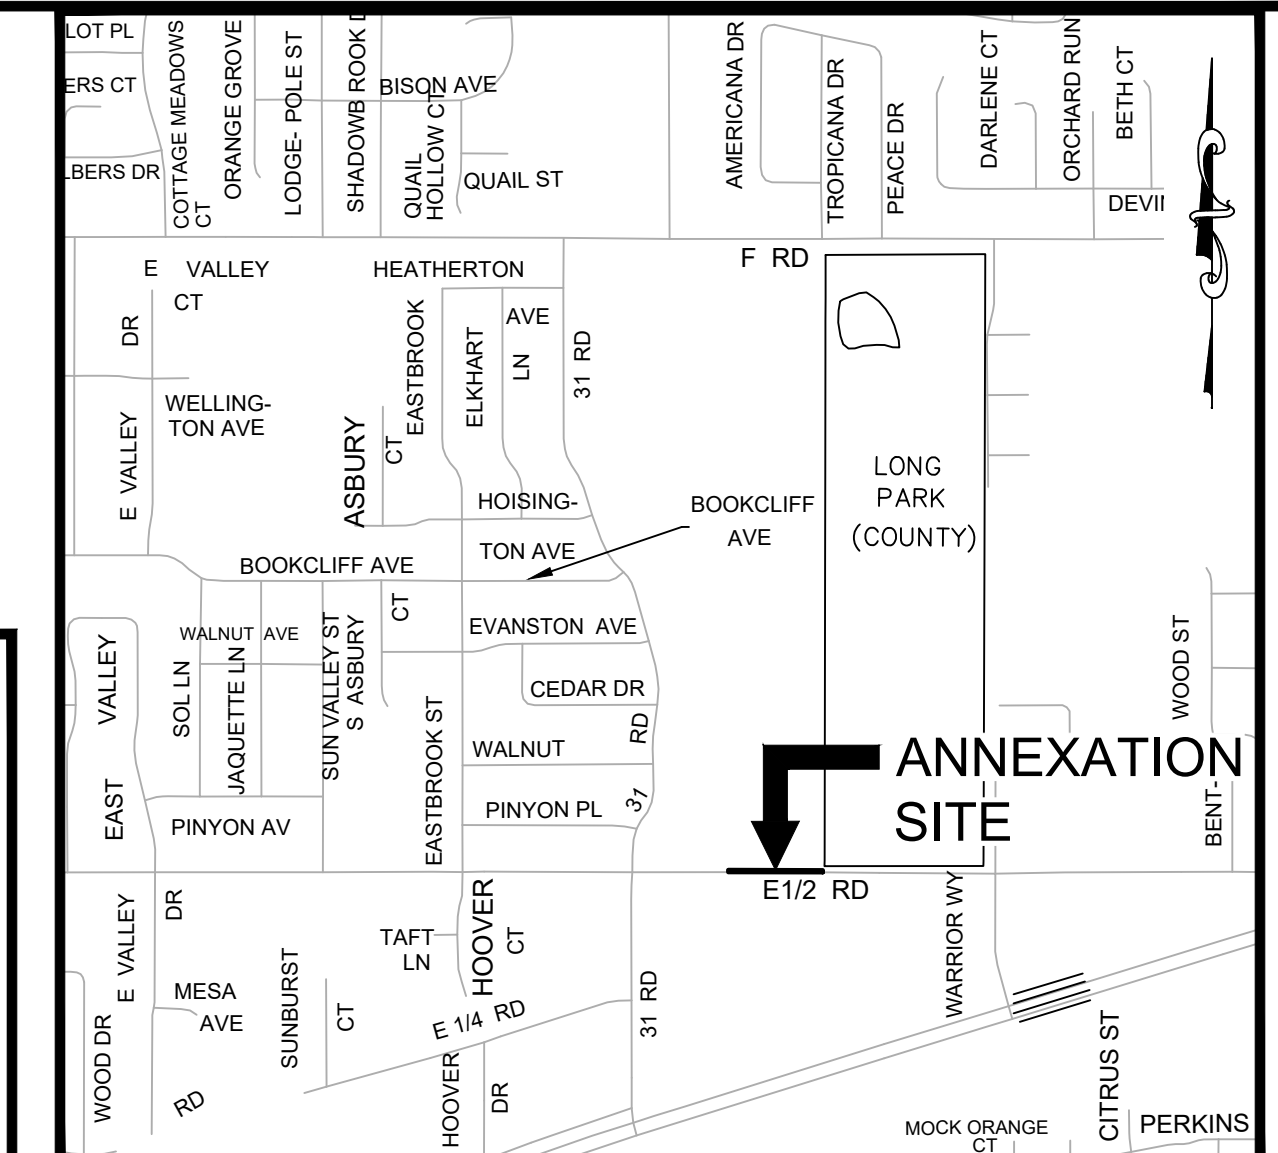 LOT PL
ERS CT
LBERS DR
COTTAGE MEADOWS
CT
ORANGE GROVE
LODGE- POLE ST
SHADOWB ROOK D
BISON AVE
QUAIL
HOLLOW CT
QUAIL ST
AMERICANA DR
TROPICANA DR
PEACE DR
DARLENE CT
ORCHARD RUN
BETH CT
DEVIN
F RD
E VALLEY
CT
DR
HEATHERTON
AVE
EASTBROOK
ELKHART
LN
31 RD
WELLING-
TON AVE
E VALLEY
ASBURY
CT
HOISING-
TON AVE
BOOKCLIFF
AVE
LONG
PARK
(COUNTY)
BOOKCLIFF AVE
CT
EVANSTON AVE
WALNUT AVE
SOL LN
JAQUETTE LN
SUN VALLEY ST
S ASBURY
CEDAR DR
VALLEY
EAST
EASTBROOK ST
WALNUT
RD
31
PINYON PL
PINYON AV
WOOD ST
ANNEXATION
SITE
BENT-
E1/2 RD
WARRIOR WY
E VALLEY
DR
HOOVER
CT
TAFT
LN
MESA
AVE
SUNBURST
CT
E 1/4 RD
31 RD
WOOD DR
RD
HOOVER
DR
CITRUS ST
MOCK ORANGE
CT
PERKINS